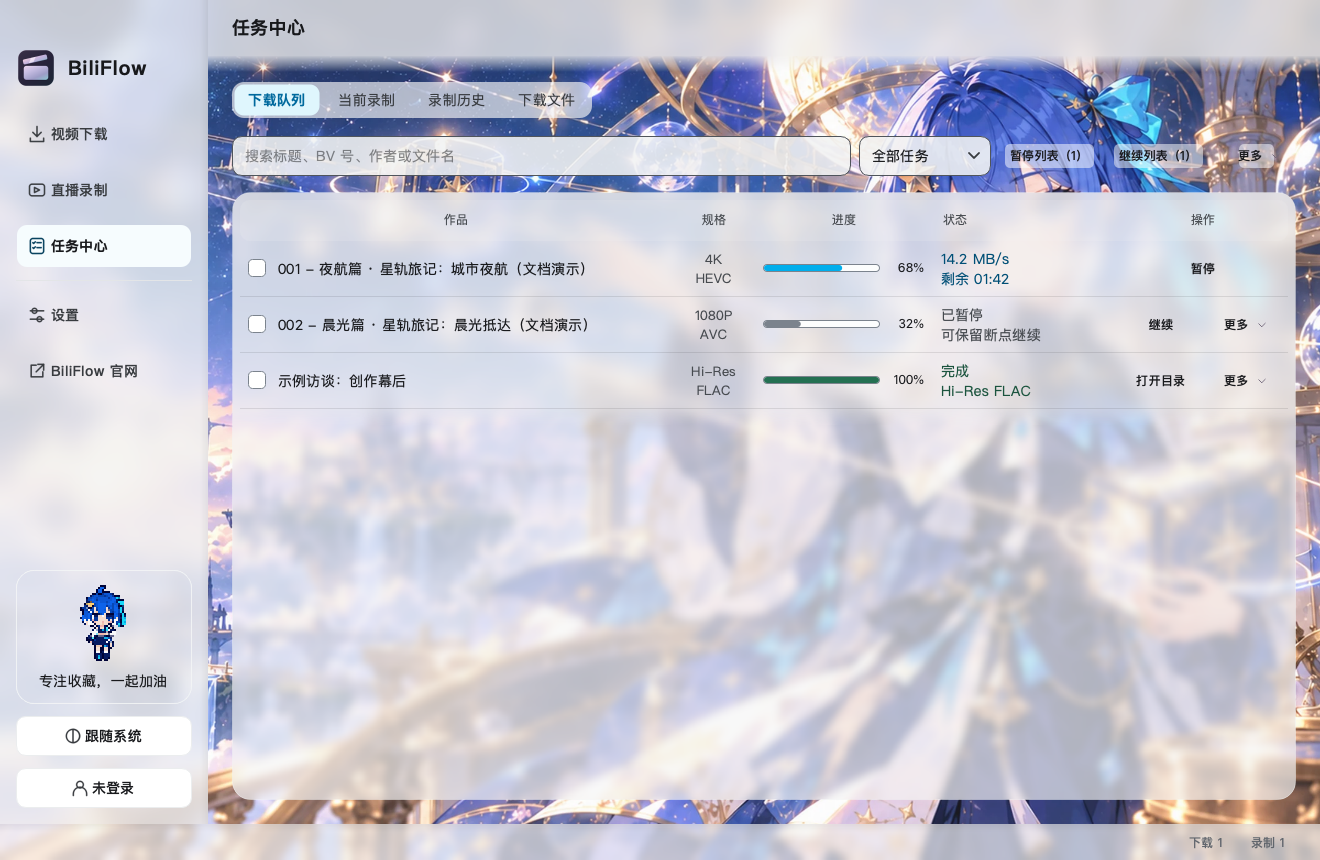 任务中心
BiliFlow
视频下载
直播录制
任务中心
设置
BiliFlow 官网
专注收藏，一起加油
跟随系统
未登录
下载队列 当前录制 录制历史 下载文件
搜索标题、BV 号、作者或文件名 全部任务 暂停列表（1） 继续列表（1） 更多
作品 规格 进度 状态 操作
001 – 夜航篇 · 星轨旅记：城市夜航（文档演示） 4K HEVC 68% 14.2 MB/s 剩余 01:42 暂停
002 – 晨光篇 · 星轨旅记：晨光抵达（文档演示） 1080P AVC 32% 已暂停 可保留断点继续 继续 更多
示例访谈：创作幕后 Hi-Res FLAC 100% 完成 Hi-Res FLAC 打开目录 更多
下载 1 录制 1